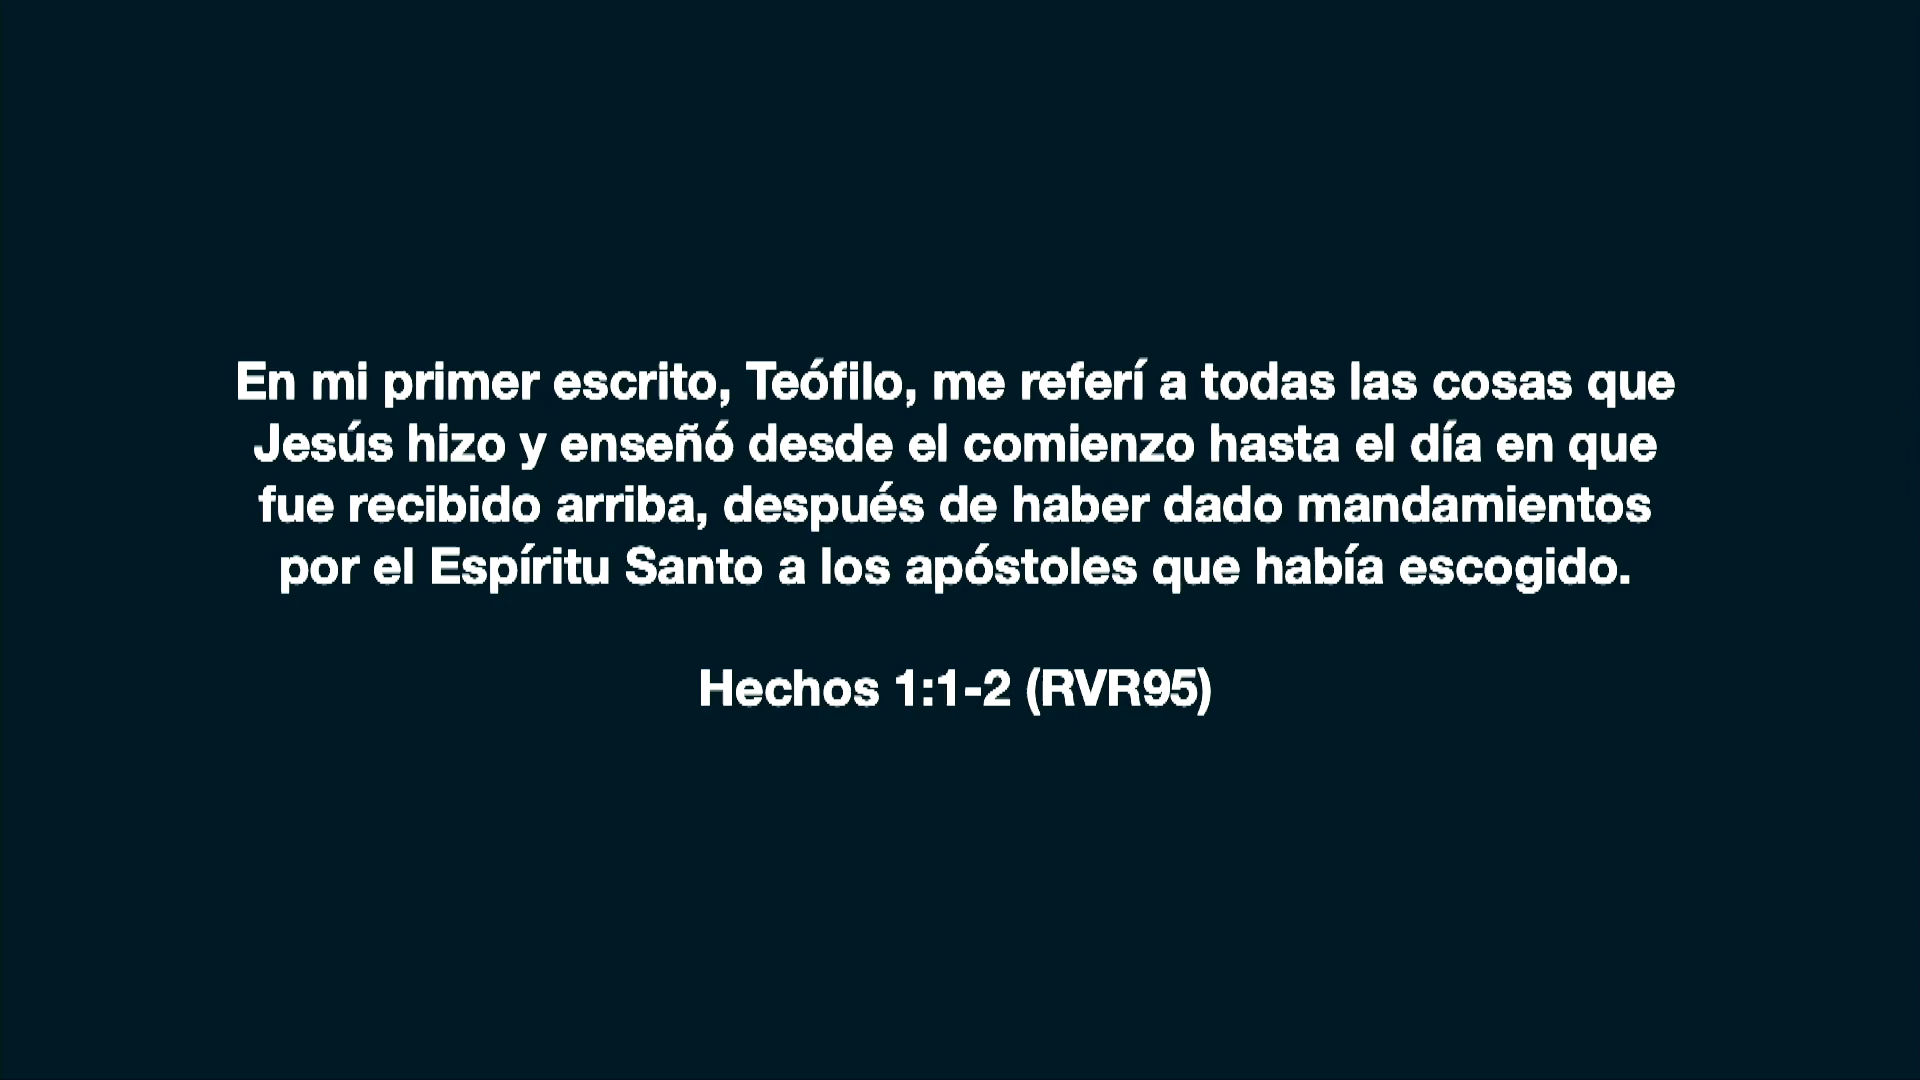 En mi primer escrito, Teófilo, me referí a todas las cosas que
Jesús hizo y enseñó desde el comienzo hasta el día en que
fue recibido arriba, después de haber dado mandamientos
por el Espíritu Santo a los apóstoles que había escogido.
Hechos 1:1-2 (RVR95)